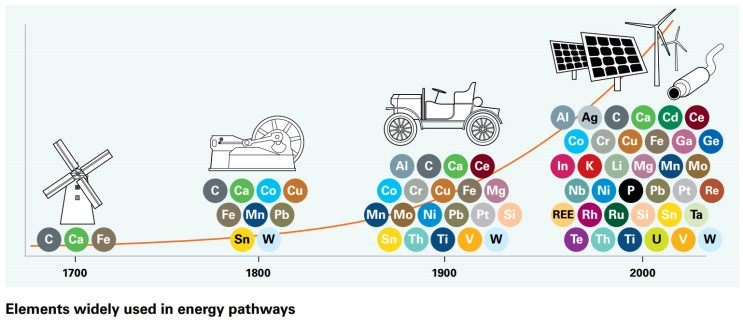 Al Ag C Ca Cd Ce
Co Cr Cu Fe Ga Ge
Al C Ca Ce In K Li Mg Mn Mo
C Ca Co Cu Co Cr Cu Fe Mg Nb Ni P Pb Pt Re
Fe Mn Pb Mn Mo Ni Pb Pt Si REE Rh Ru Si Sn Ta
C Ca Fe Sn W Sn Th Ti V W Te Th Ti U V W
1700 1800 1900 2000
Elements widely used in energy pathways